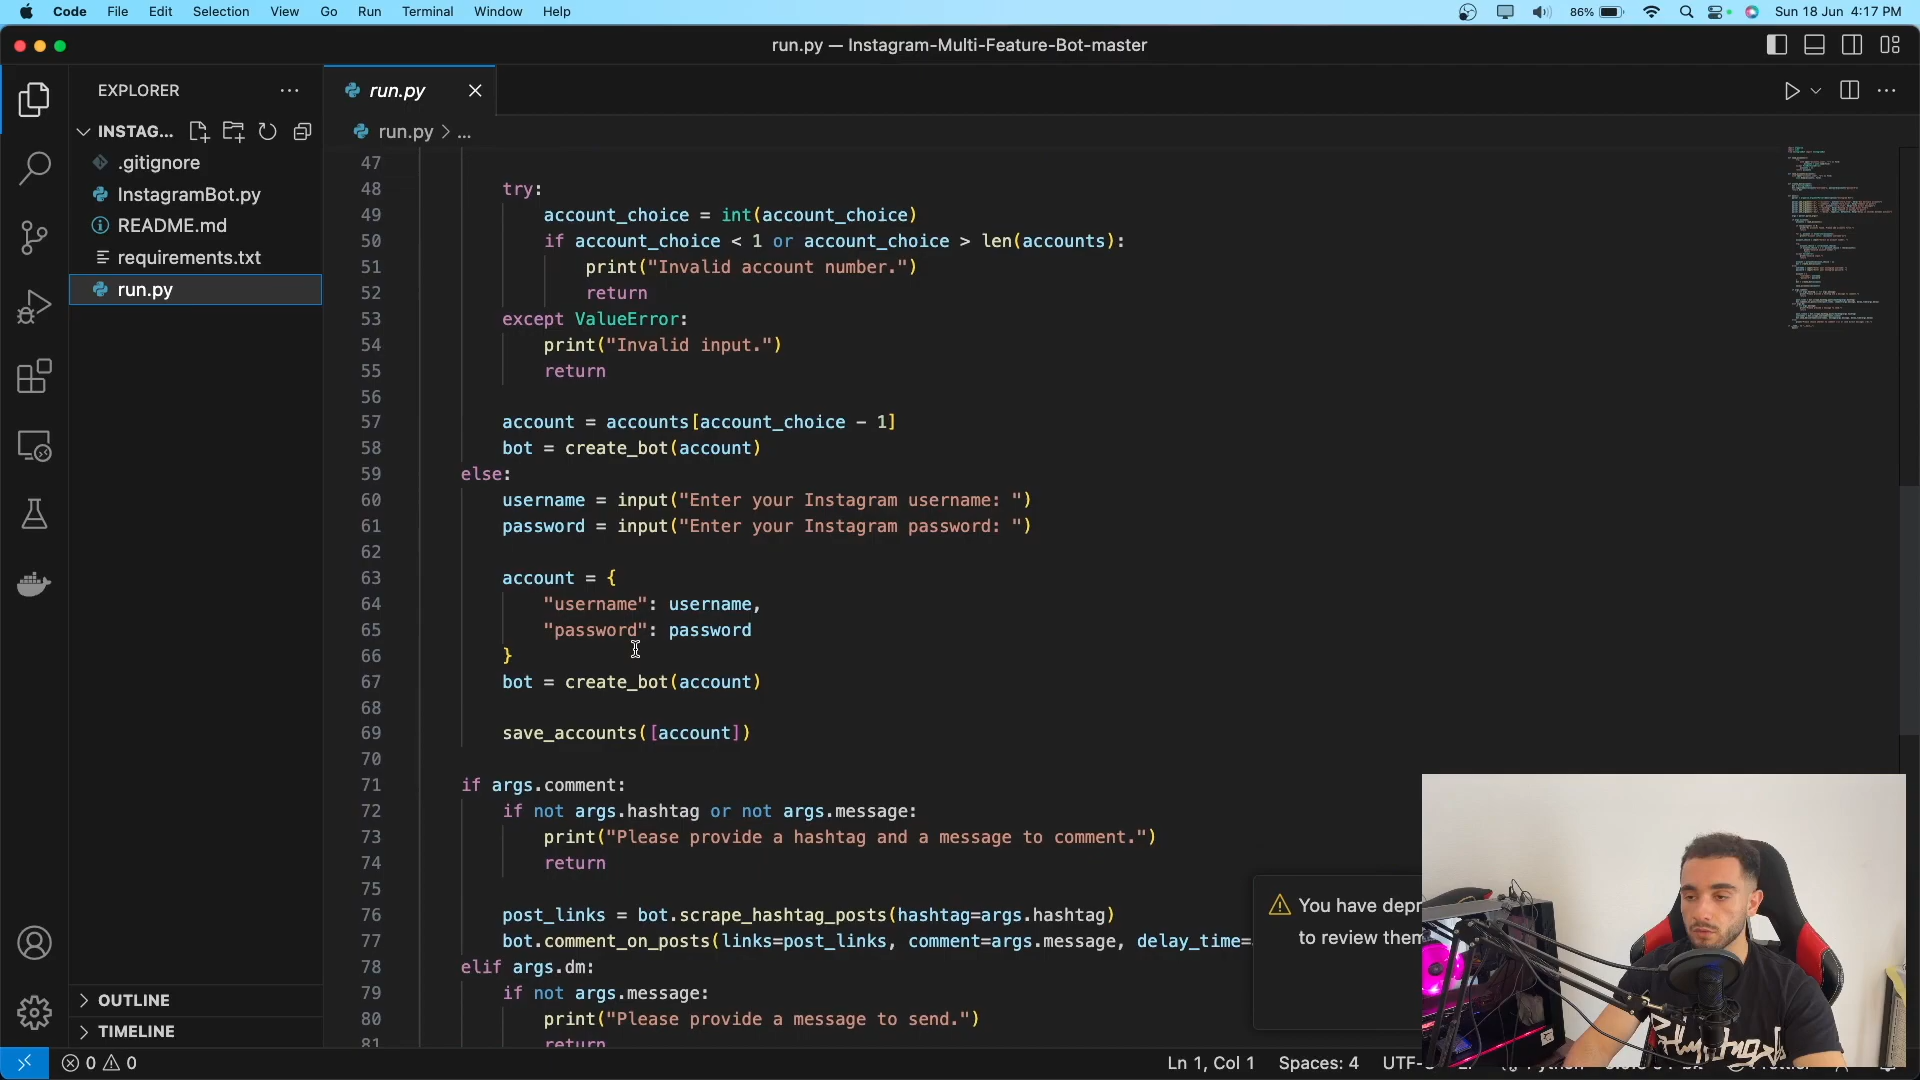 Code File Edit Selection View Go Run Terminal Window Help
86% Sun 18 Jun 4:17 PM
run.py — Instagram-Multi-Feature-Bot-master
EXPLORER
run.py
INSTAG...
run.py > ...
.gitignore
InstagramBot.py
README.md
requirements.txt
run.py
47
48 try:
49 account_choice = int(account_choice)
50 if account_choice < 1 or account_choice > len(accounts):
51 print("Invalid account number.")
52 return
53 except ValueError:
54 print("Invalid input.")
55 return
56
57 account = accounts[account_choice - 1]
58 bot = create_bot(account)
59 else:
60 username = input("Enter your Instagram username: ")
61 password = input("Enter your Instagram password: ")
62
63 account = {
64 "username": username,
65 "password": password
66 }
67 bot = create_bot(account)
68
69 save_accounts([account])
70
71 if args.comment:
72 if not args.hashtag or not args.message:
73 print("Please provide a hashtag and a message to comment.")
74 return
75
76 post_links = bot.scrape_hashtag_posts(hashtag=args.hashtag)
77 bot.comment_on_posts(links=post_links, comment=args.message, delay_time=
78 elif args.dm:
79 if not args.message:
80 print("Please provide a message to send.")
81 return
You have depr
to review them
OUTLINE
TIMELINE
0 0
Ln 1, Col 1 Spaces: 4